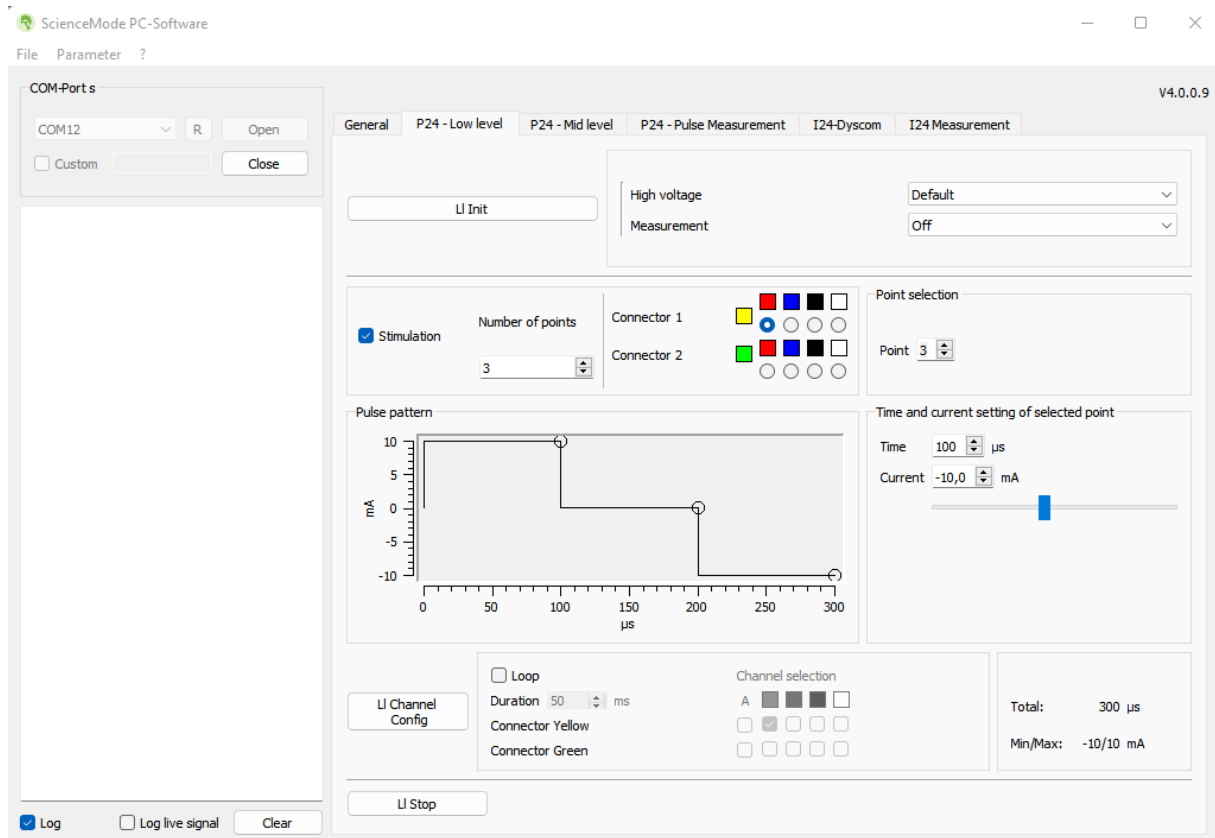 ScienceMode PC-Software
File Parameter ?
COM-Port s
V4.0.0.9
COM12 R Open
Custom Close
General P24 - Low level P24 - Mid level P24 - Pulse Measurement I24-Dyscom I24 Measurement
Ll Init
High voltage Default
Measurement Off
Stimulation
Number of points
3
Connector 1
Connector 2
Point selection
Point 3
Pulse pattern
10
5
0
-5
-10
mA
0 50 100 150 200 250 300
µs
Time and current setting of selected point
Time 100 µs
Current -10,0 mA
Ll Channel
Config
Loop
Duration 50 ms
Connector Yellow
Connector Green
Channel selection
A
Total: 300 µs
Min/Max: -10/10 mA
Ll Stop
Log Log live signal Clear